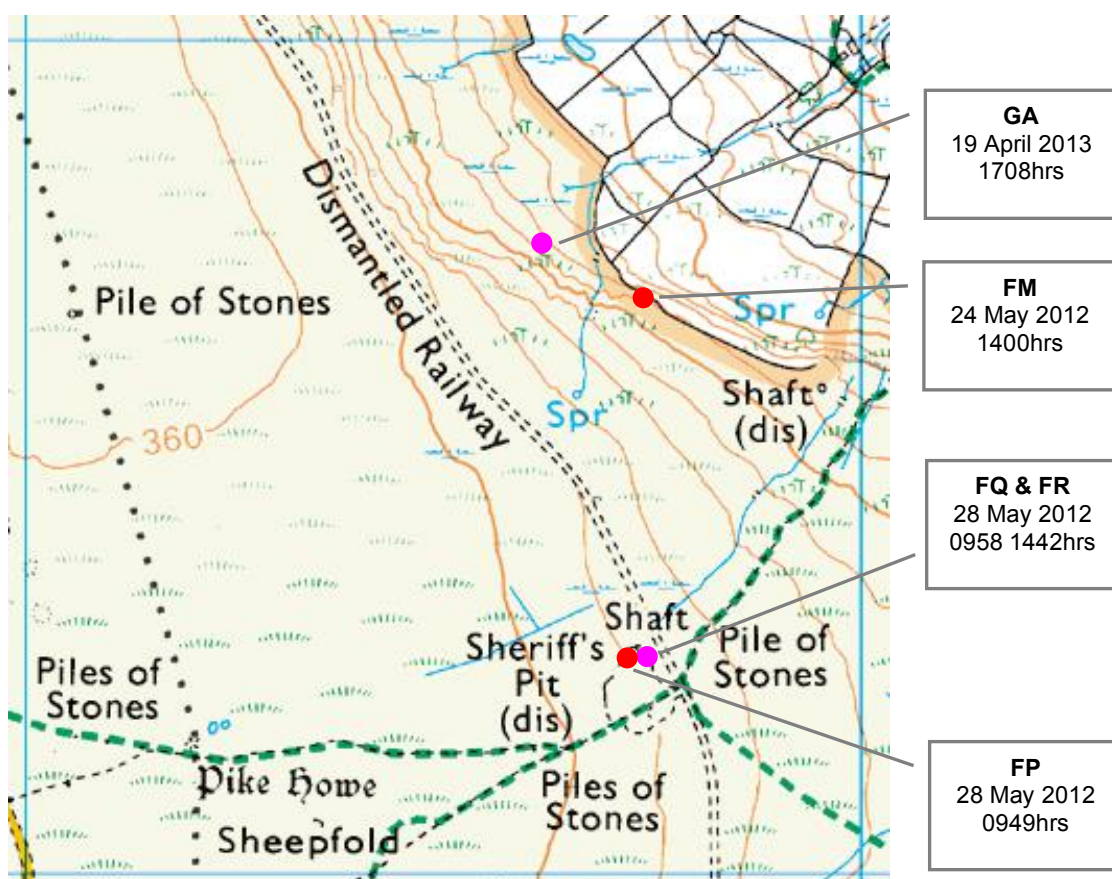 GA
19 April 2013
1708hrs
Dismantled Railway
Pile of Stones
FM
24 May 2012
1400hrs
Spr
Spr
Shaft
(dis)
360
FQ & FR
28 May 2012
0958 1442hrs
Shaft
Sheriff's
Pit
(dis)
Pile of
Stones
Piles of
Stones
Pike Howe
Piles of
Stones
Sheepfold
FP
28 May 2012
0949hrs